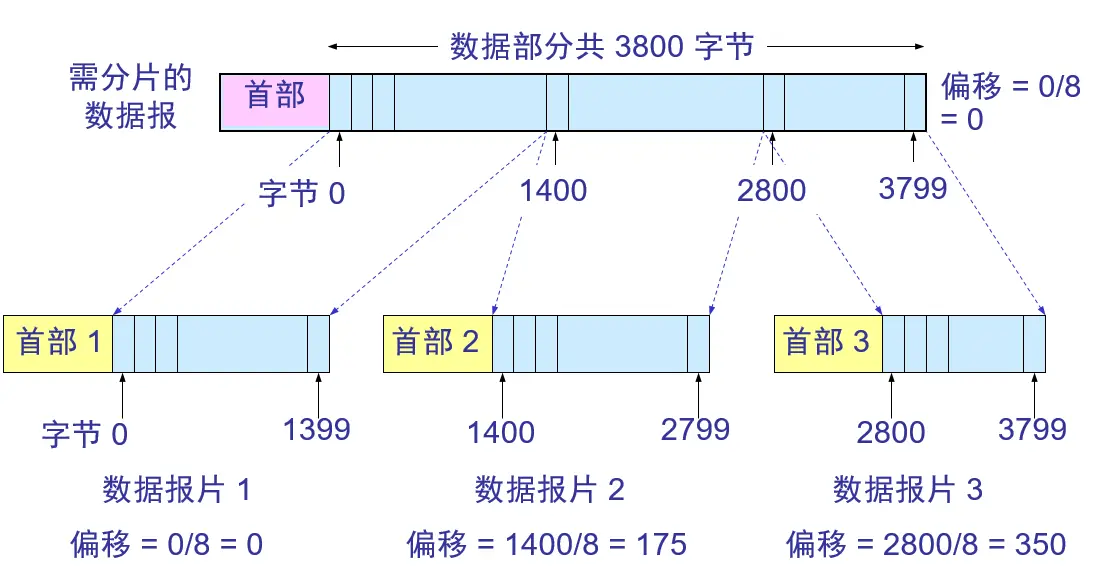 数据部分共 3800 字节
需分片的
数据报
首部
偏移 = 0/8
= 0
字节 0
1400
2800
3799
首部 1
首部 2
首部 3
字节 0
1399
1400
2799
2800
3799
数据报片 1
数据报片 2
数据报片 3
偏移 = 0/8 = 0
偏移 = 1400/8 = 175
偏移 = 2800/8 = 350